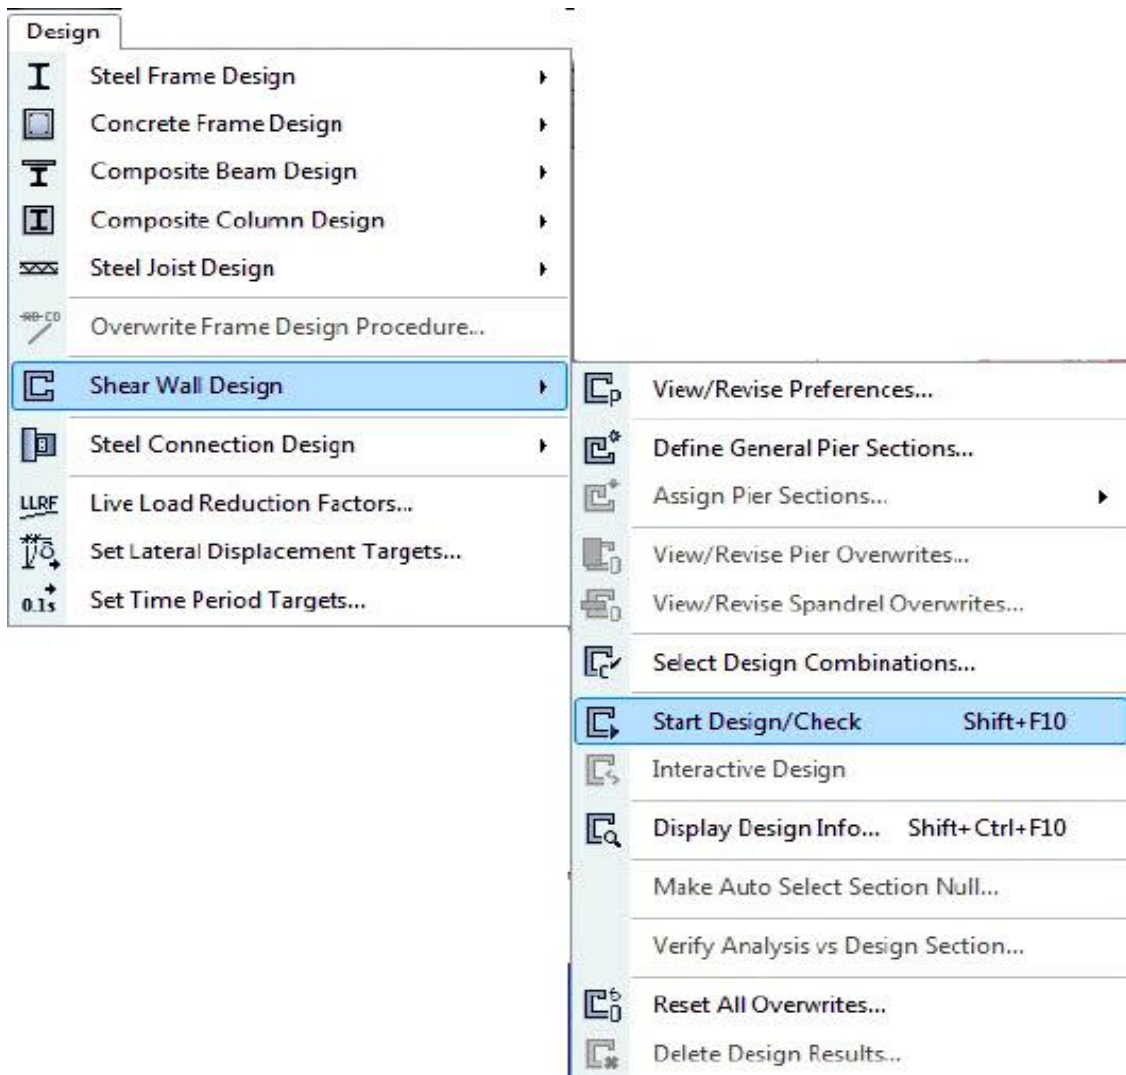 Design
Steel Frame Design
Concrete Frame Design
Composite Beam Design
Composite Column Design
Steel Joist Design
Overwrite Frame Design Procedure...
Shear Wall Design
Steel Connection Design
LLRF Live Load Reduction Factors...
Set Lateral Displacement Targets...
0.1s Set Time Period Targets...
View/Revise Preferences...
Define General Pier Sections...
Assign Pier Sections...
View/Revise Pier Overwrites...
View/Revise Spandrel Overwrites...
Select Design Combinations...
Start Design/Check Shift+F10
Interactive Design
Display Design Info... Shift+Ctrl+F10
Make Auto Select Section Null...
Verify Analysis vs Design Section...
Reset All Overwrites...
Delete Design Results...